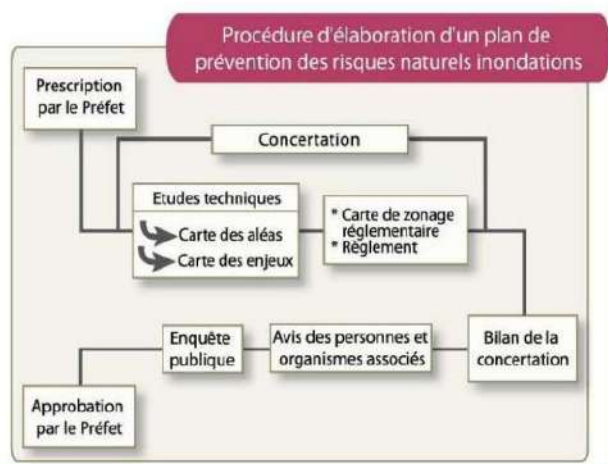 Procédure d'élaboration d'un plan de
prévention des risques naturels inondations
Prescription
par le Préfet
Concertation
Etudes techniques
Carte des aléas
Carte des enjeux
* Carte de zonage
réglementaire
* Règlement
Bilan de la
concertation
Avis des personnes et
organismes associés
Enquête
publique
Approbation
par le Préfet